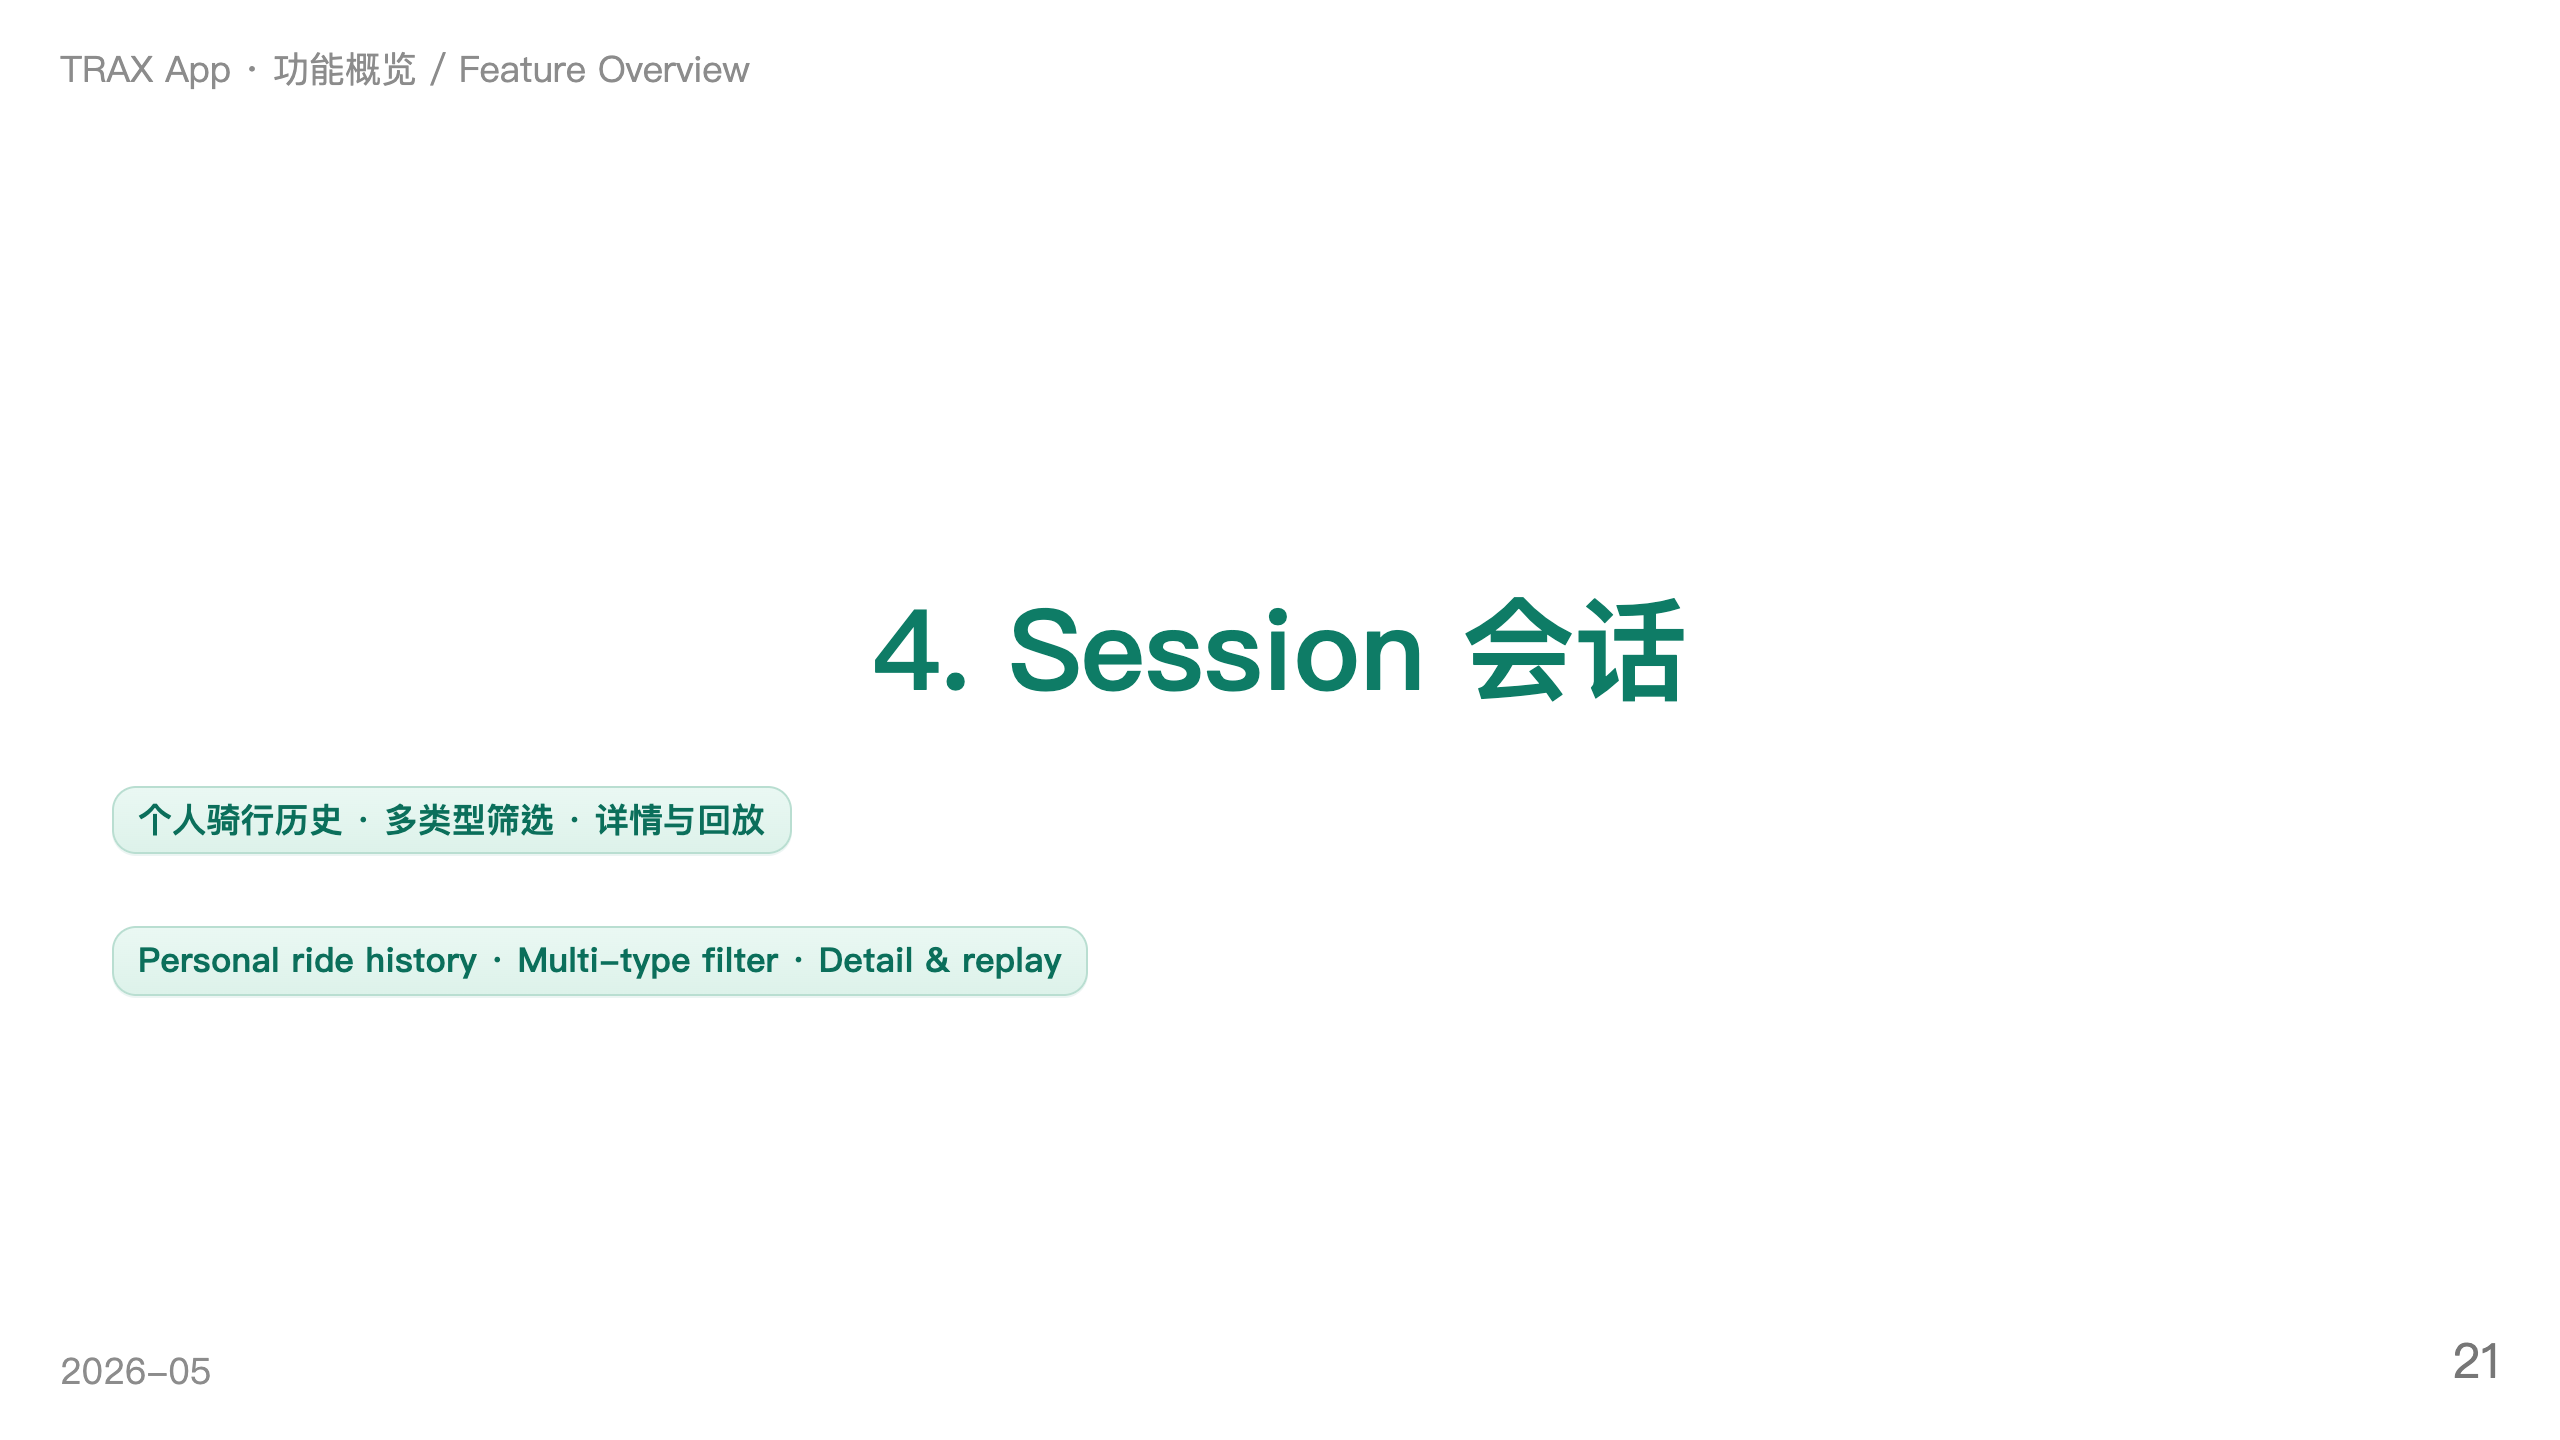 TRAX App · 功能概览 / Feature Overview
4. Session 会话
个人骑行历史 · 多类型筛选 · 详情与回放
Personal ride history · Multi-type filter · Detail & replay
2026-05
21